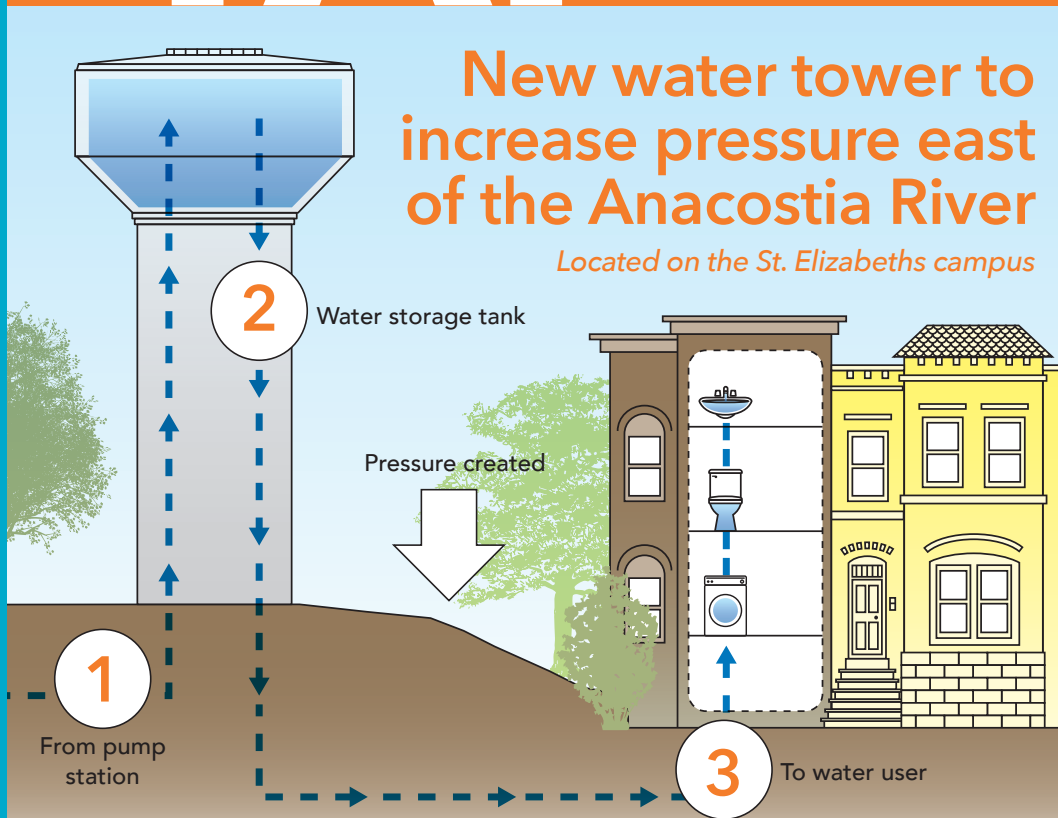 New water tower to
increase pressure east
of the Anacostia River
Located on the St. Elizabeths campus
2
Water storage tank
Pressure created
1
From pump
station
3
To water user